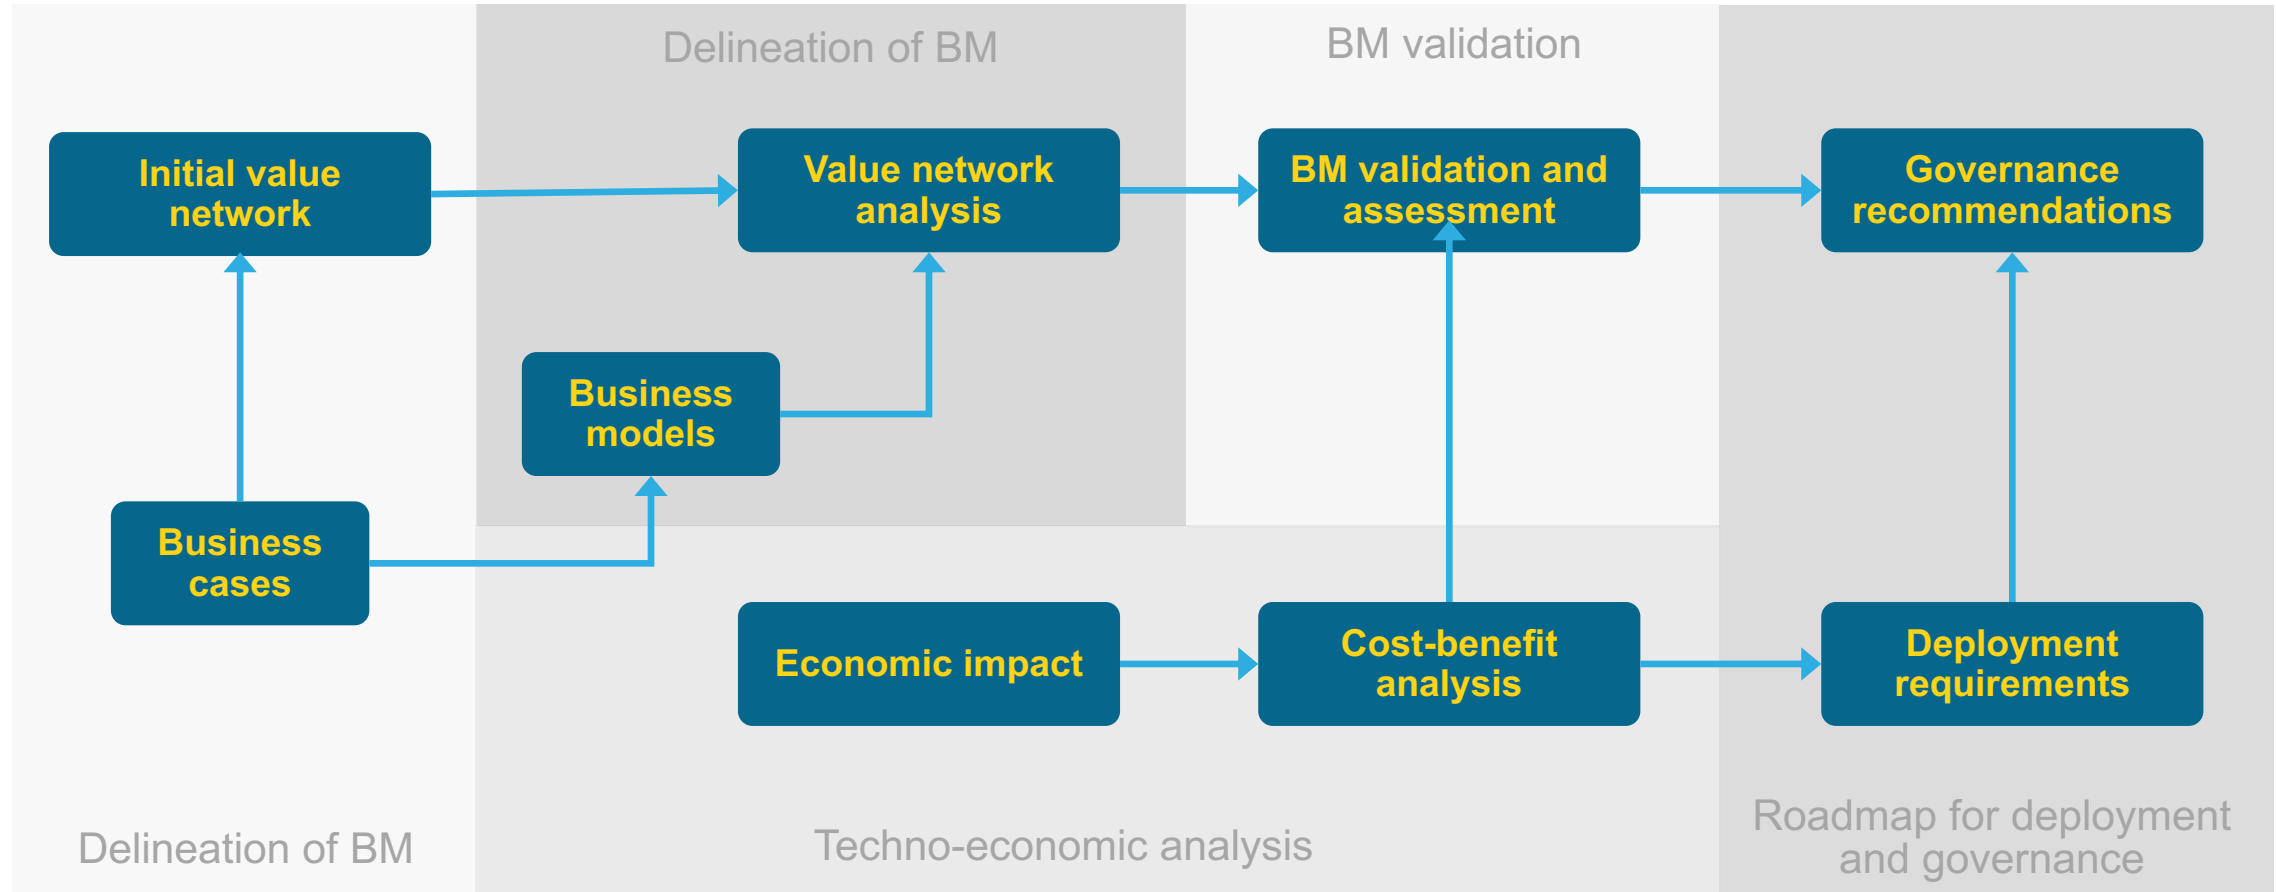 Delineation of BM
BM validation
Initial value
network
Value network
analysis
BM validation and
assessment
Governance
recommendations
Business
models
Business
cases
Economic impact
Cost-benefit
analysis
Deployment
requirements
Delineation of BM
Techno-economic analysis
Roadmap for deployment
and governance